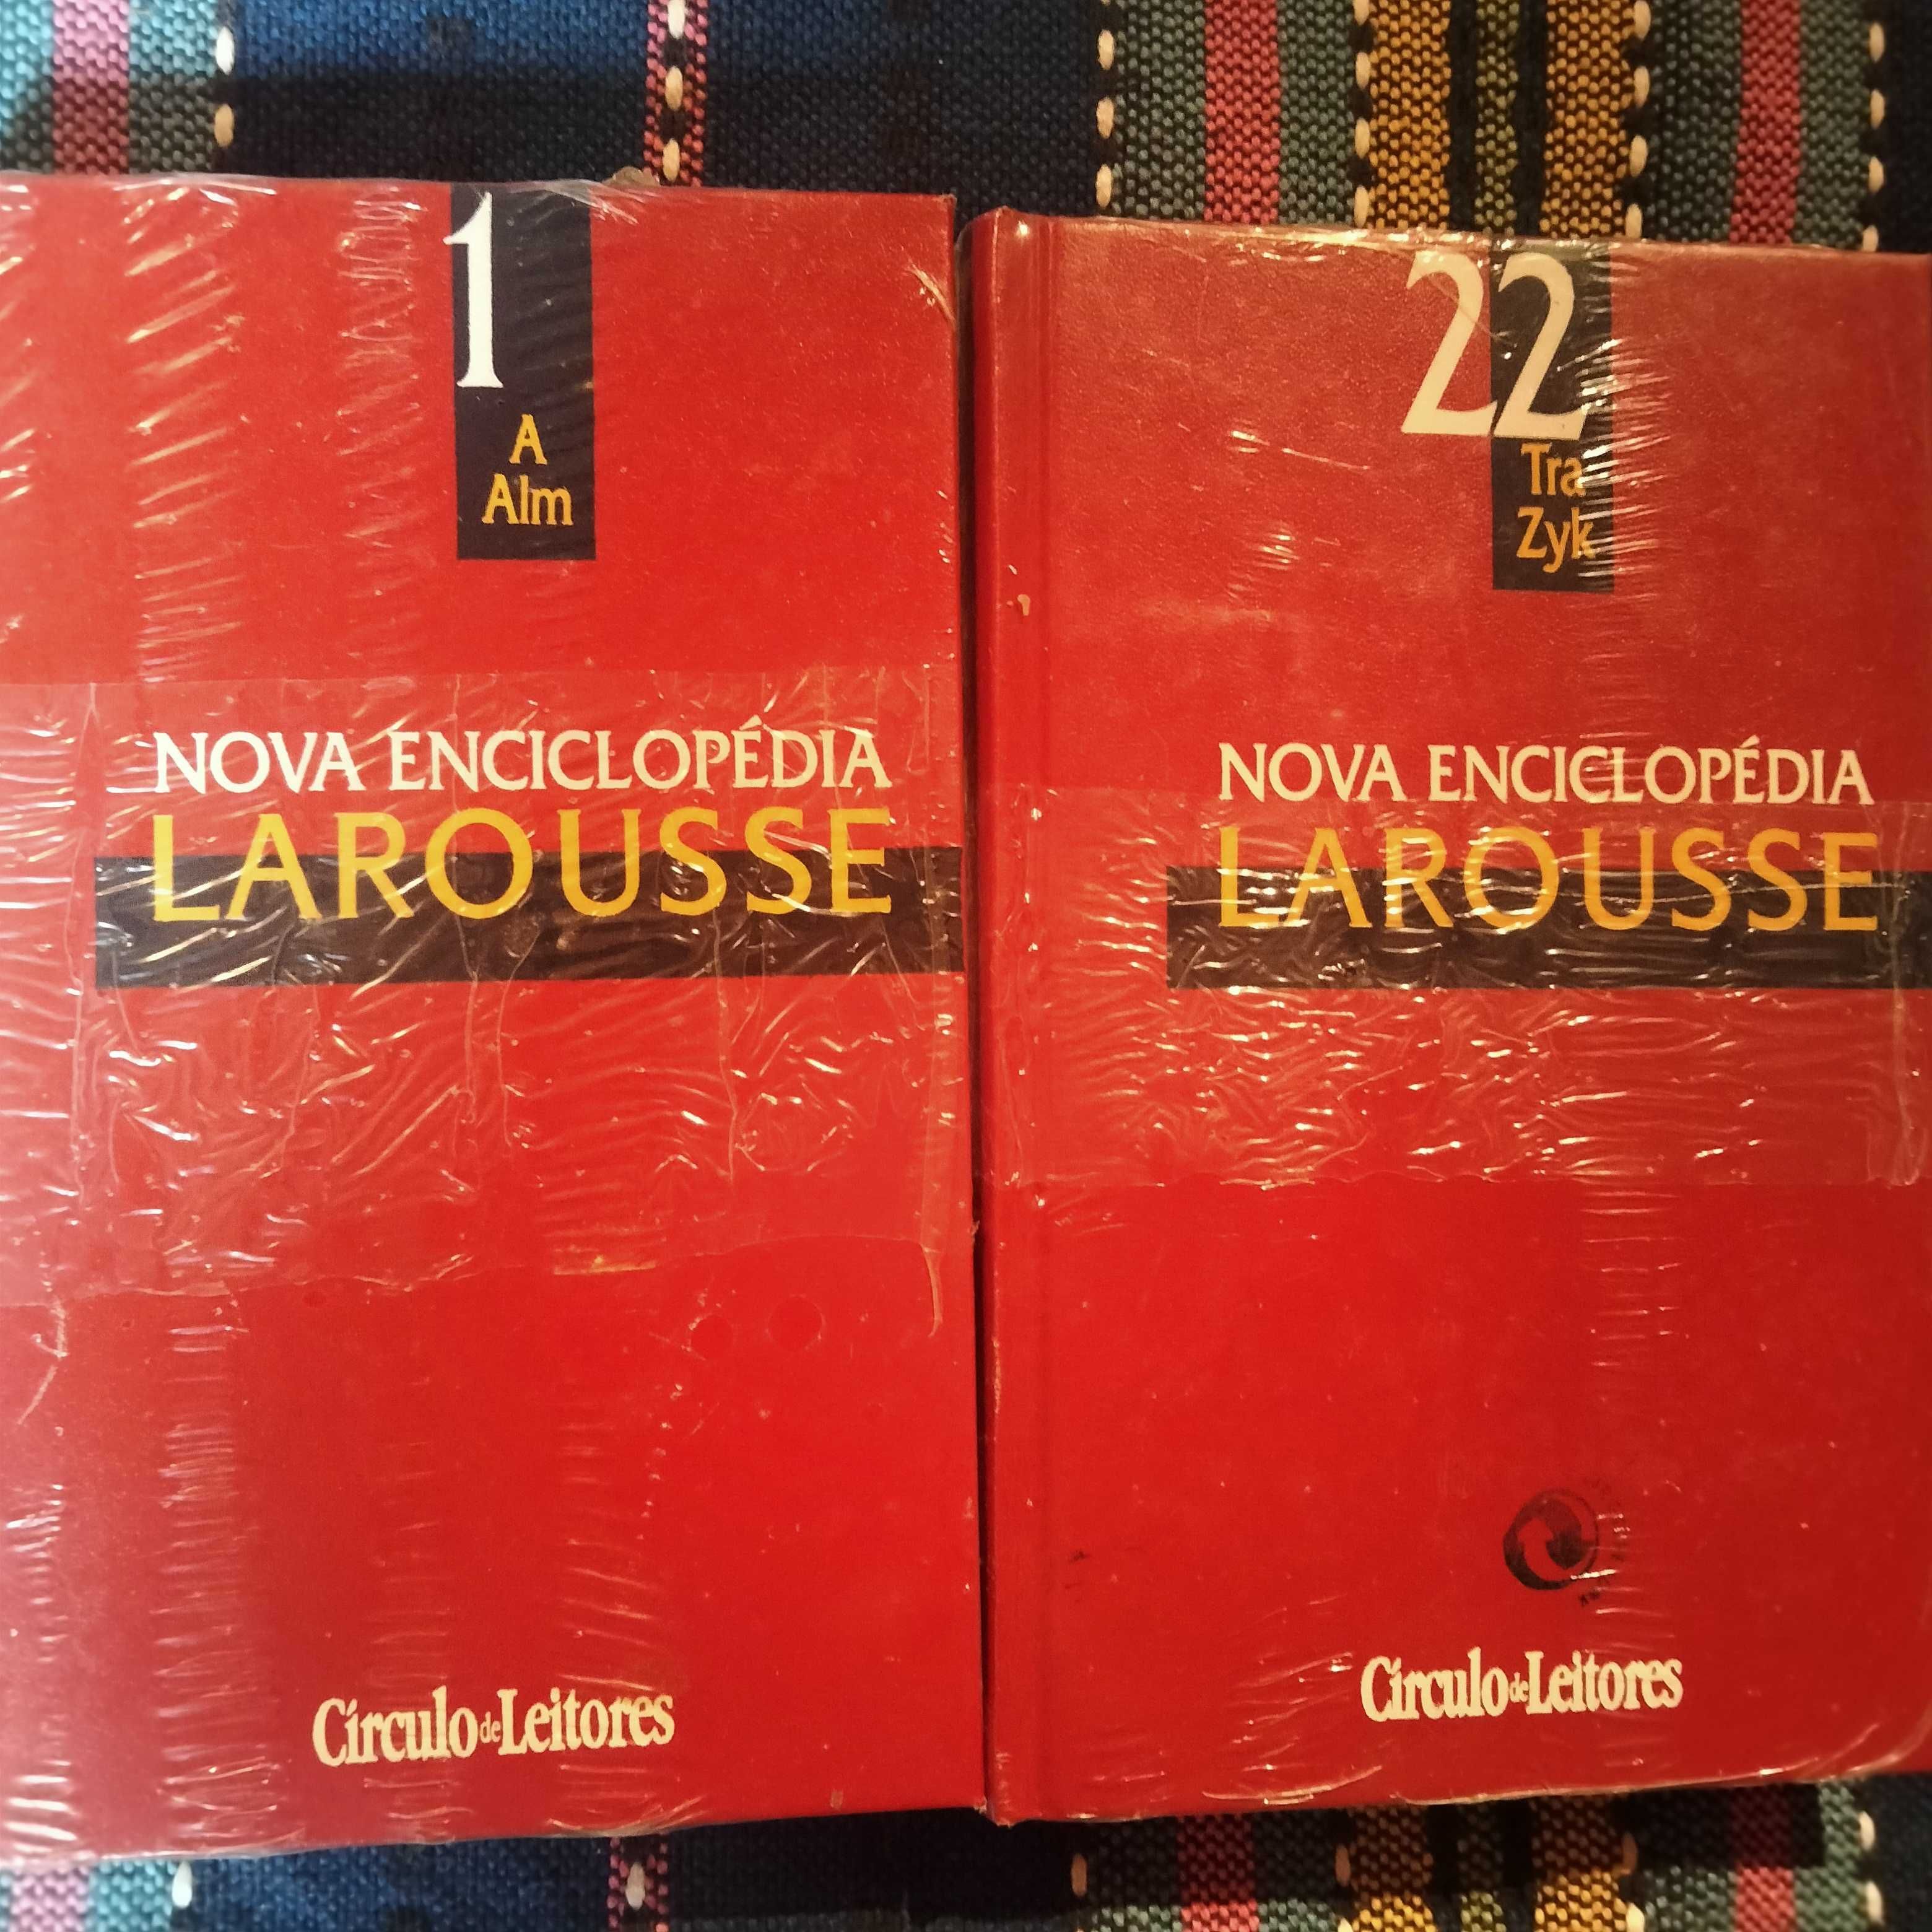 1
A
Alm
NOVA ENCICLOPÉDIA
LAROUSSE
Círculo de Leitores
22
Tra
Zyk
NOVA ENCICLOPÉDIA
LAROUSSE
Círculo de Leitores